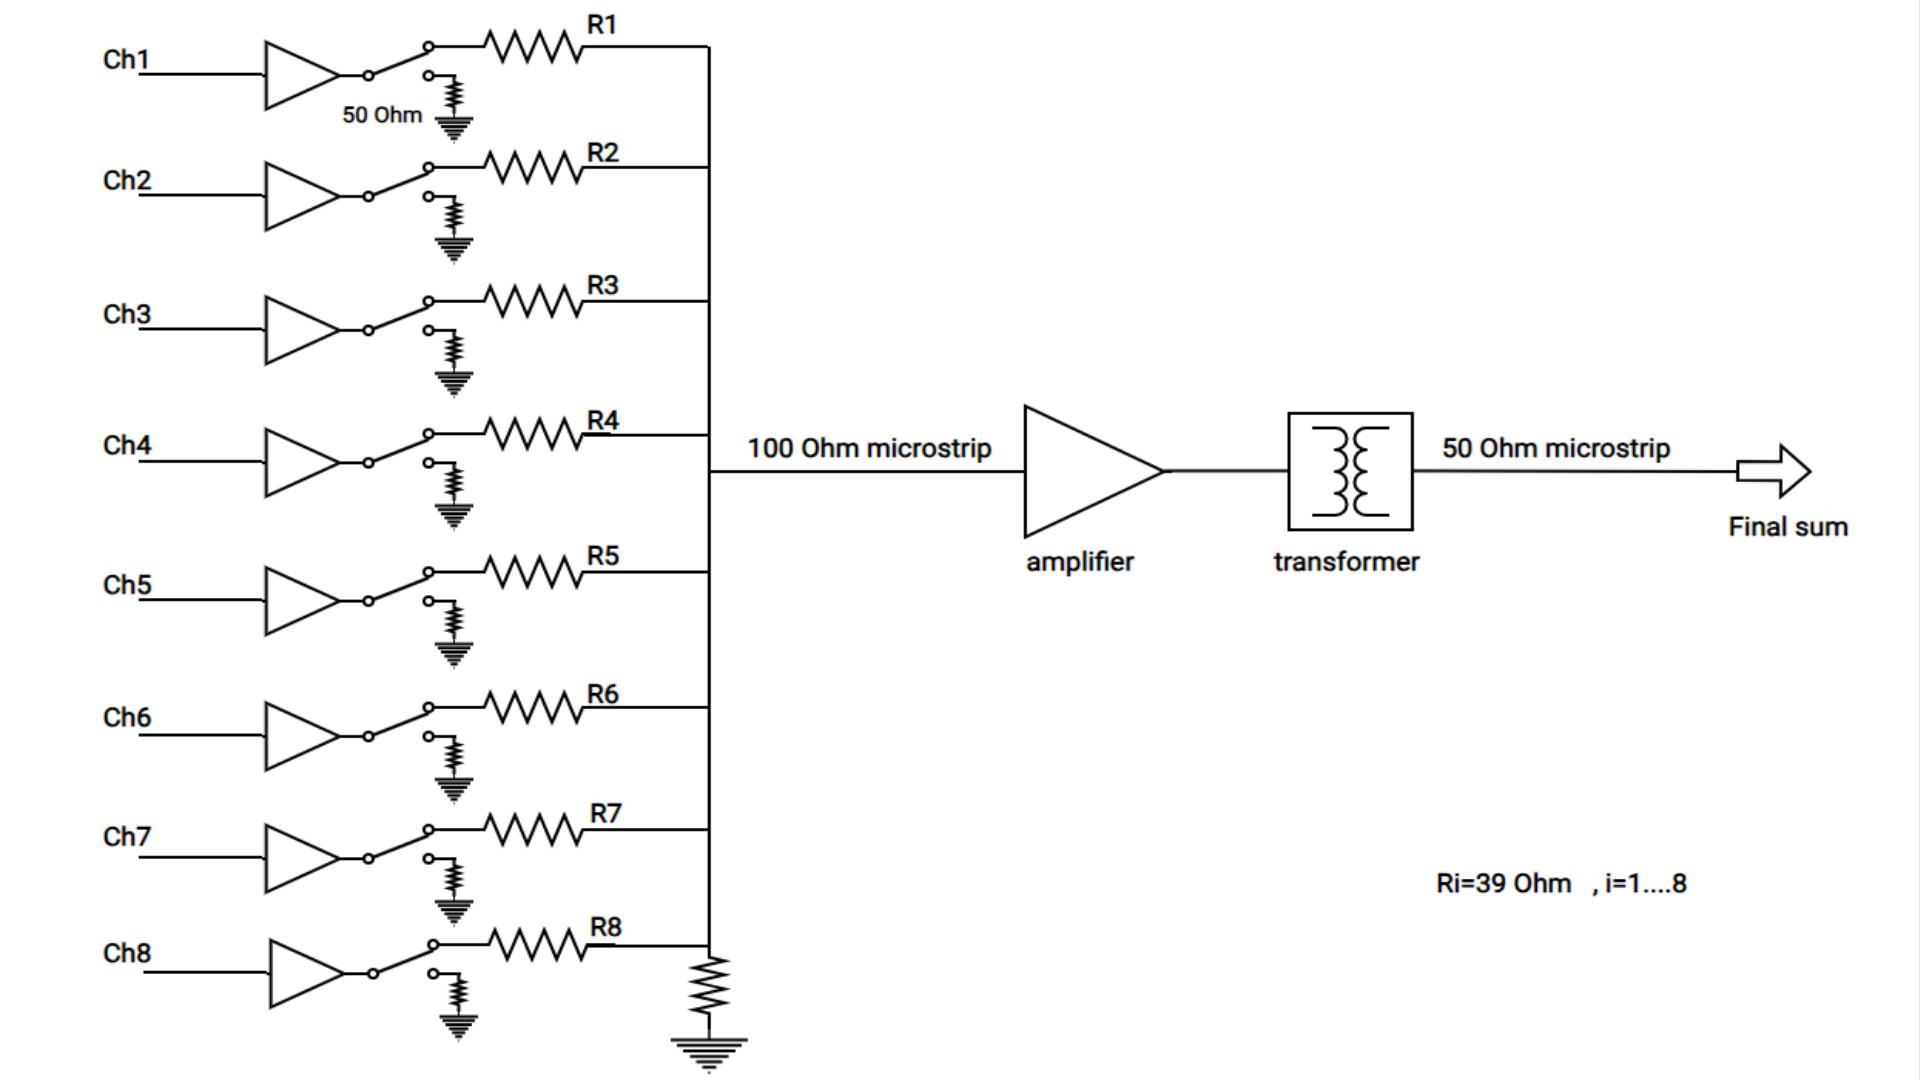 Ch1
R1
50 Ohm
Ch2
R2
Ch3
R3
Ch4
R4
100 Ohm microstrip
50 Ohm microstrip
Final sum
amplifier
transformer
Ch5
R5
Ch6
R6
Ch7
R7
Ri=39 Ohm , i=1....8
Ch8
R8